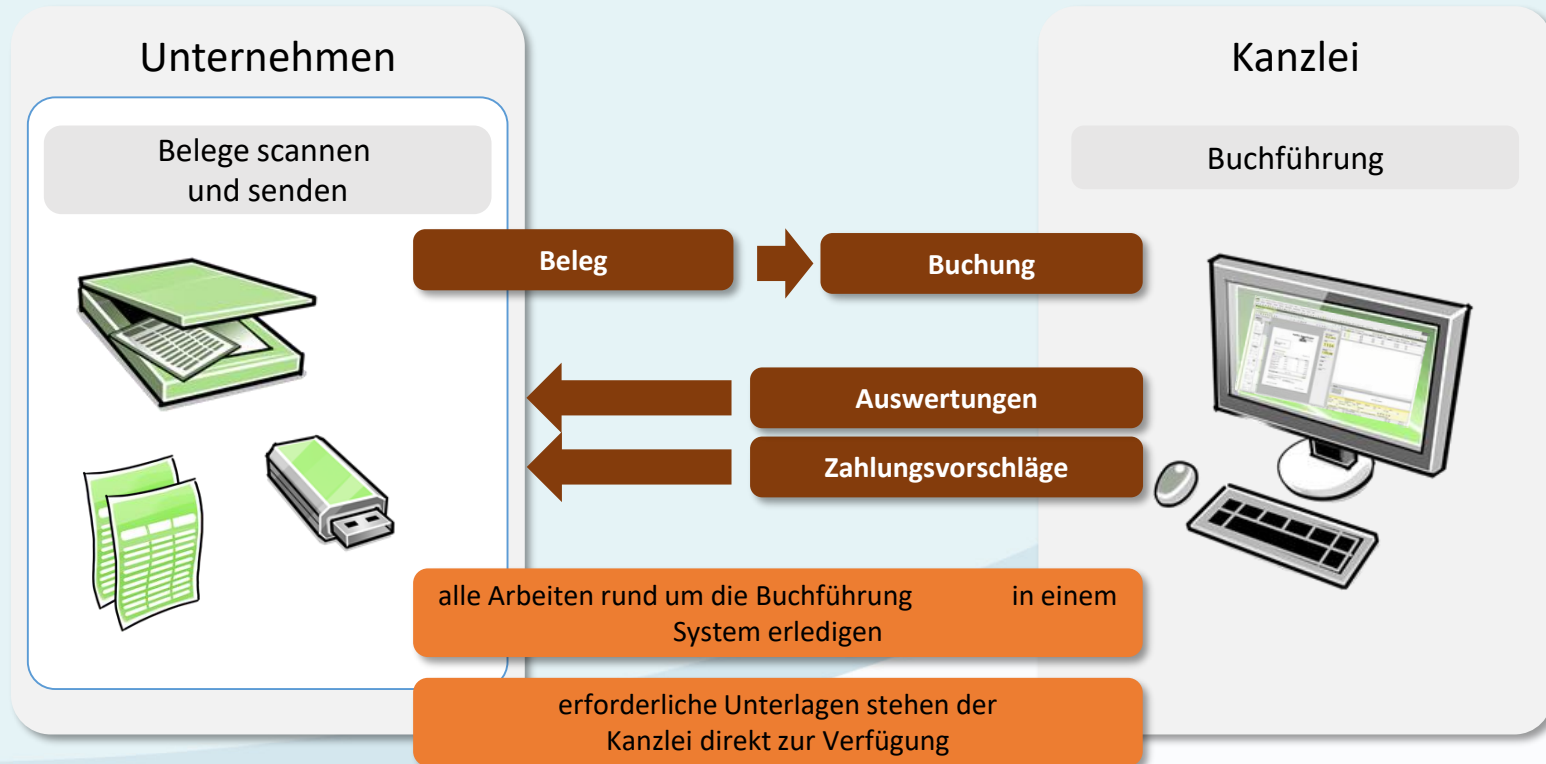 Unternehmen
Kanzlei
Belege scannen
und senden
Buchführung
Beleg
Buchung
Auswertungen
Zahlungsvorschläge
alle Arbeiten rund um die Buchführung in einem
System erledigen
erforderliche Unterlagen stehen der
Kanzlei direkt zur Verfügung